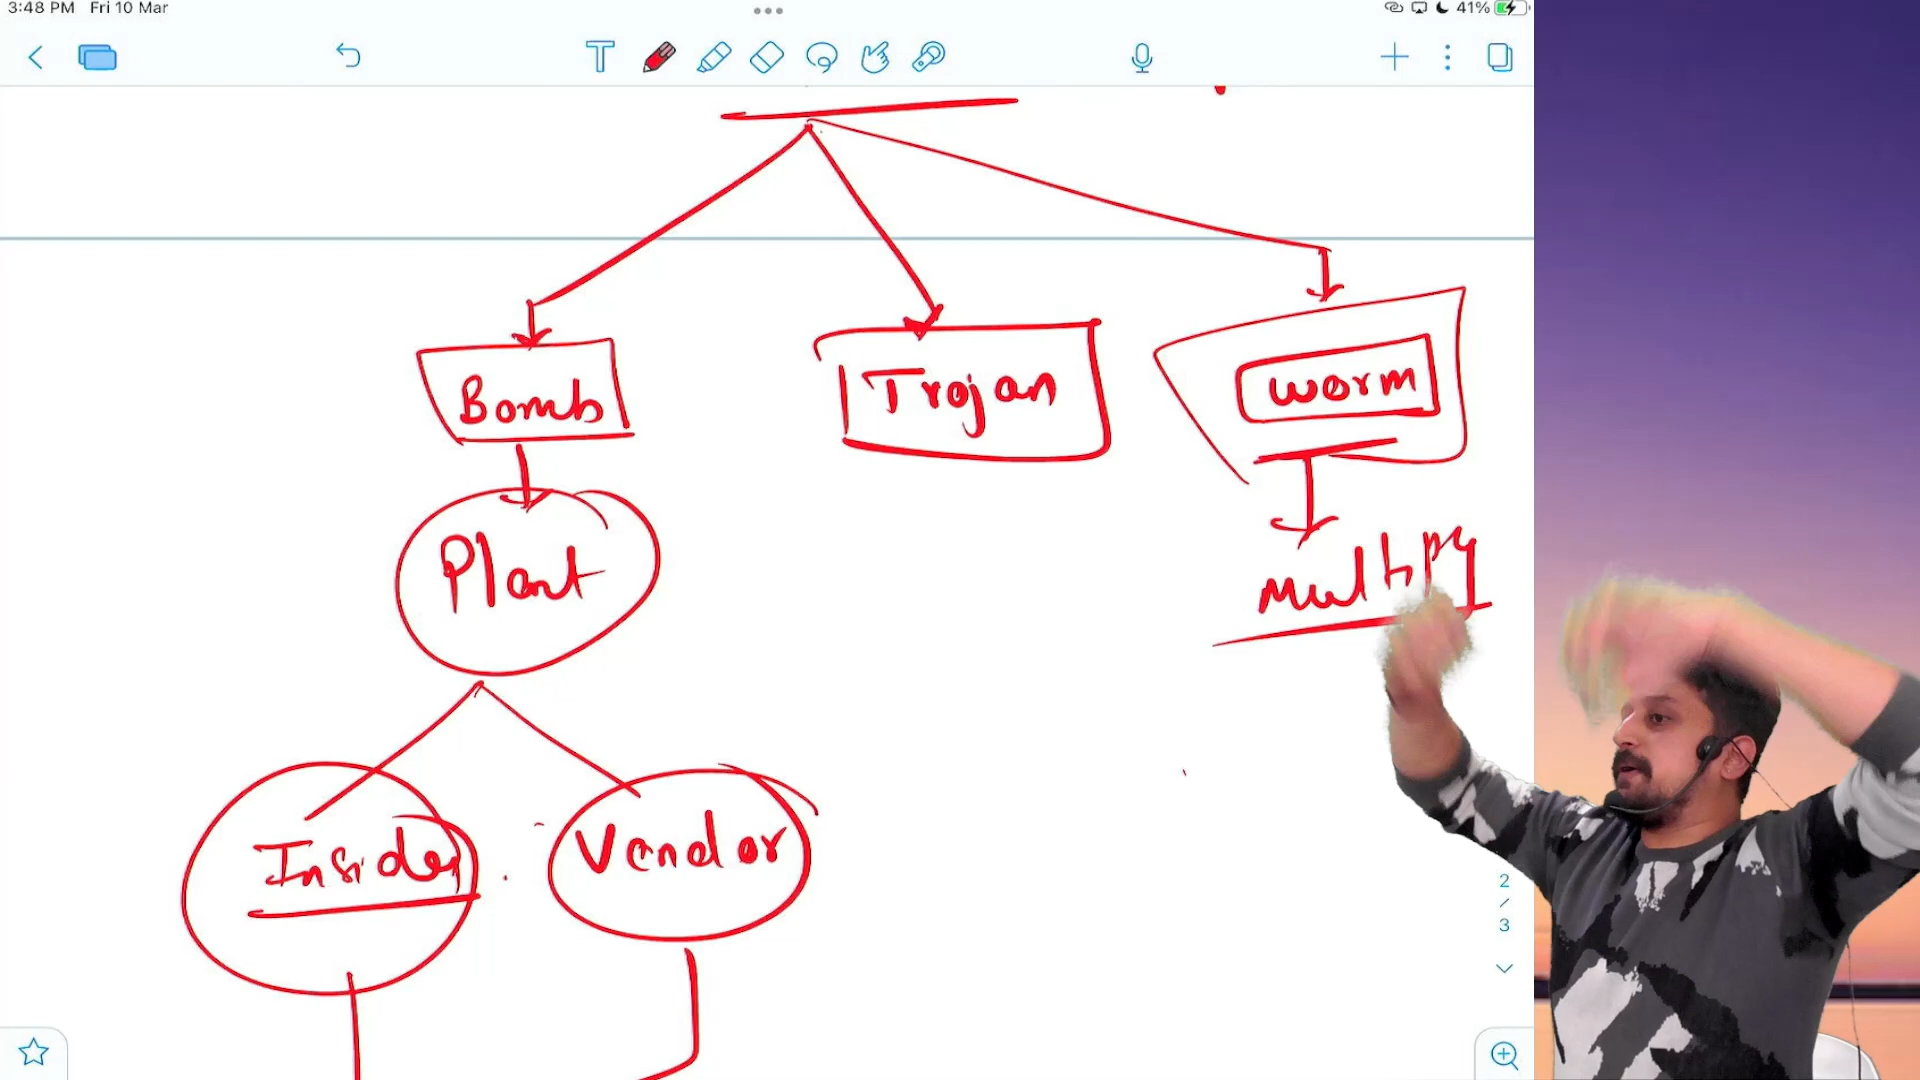 3:48 PM Fri 10 Mar
41%
T
Bomb
Trojan
worm
Plant
Multiply
Insider
Vendor
2
3